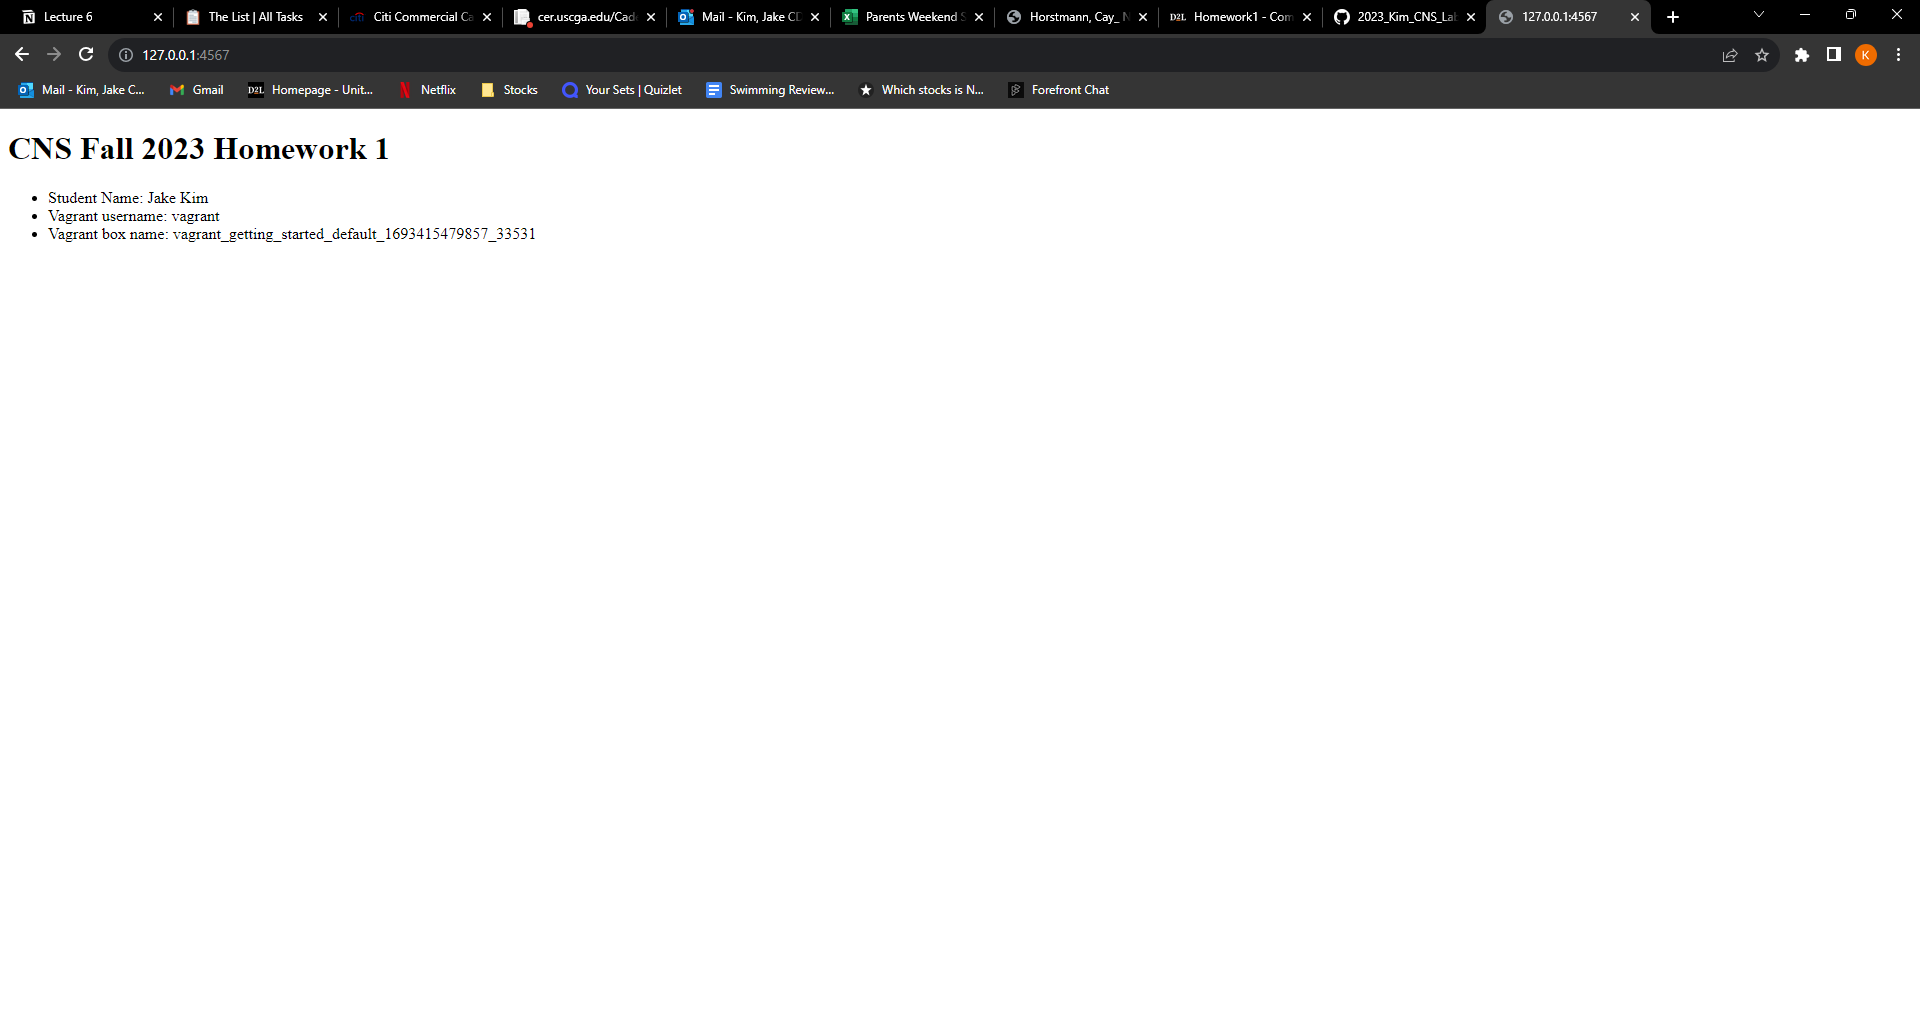 Lecture 6
The List | All Tasks
Citi Commercial Ca
cer.uscga.edu/Cade
Mail - Kim, Jake CD
Parents Weekend S
Horstmann, Cay_ N
D2L Homework1 - Com
2023_Kim_CNS_Lab
127.0.0.1:4567
127.0.0.1:4567
K
Mail - Kim, Jake C...
Gmail
D2L Homepage - Unit...
Netflix
Stocks
Your Sets | Quizlet
Swimming Review...
Which stocks is N...
Forefront Chat
CNS Fall 2023 Homework 1
• Student Name: Jake Kim
• Vagrant username: vagrant
• Vagrant box name: vagrant_getting_started_default_1693415479857_33531